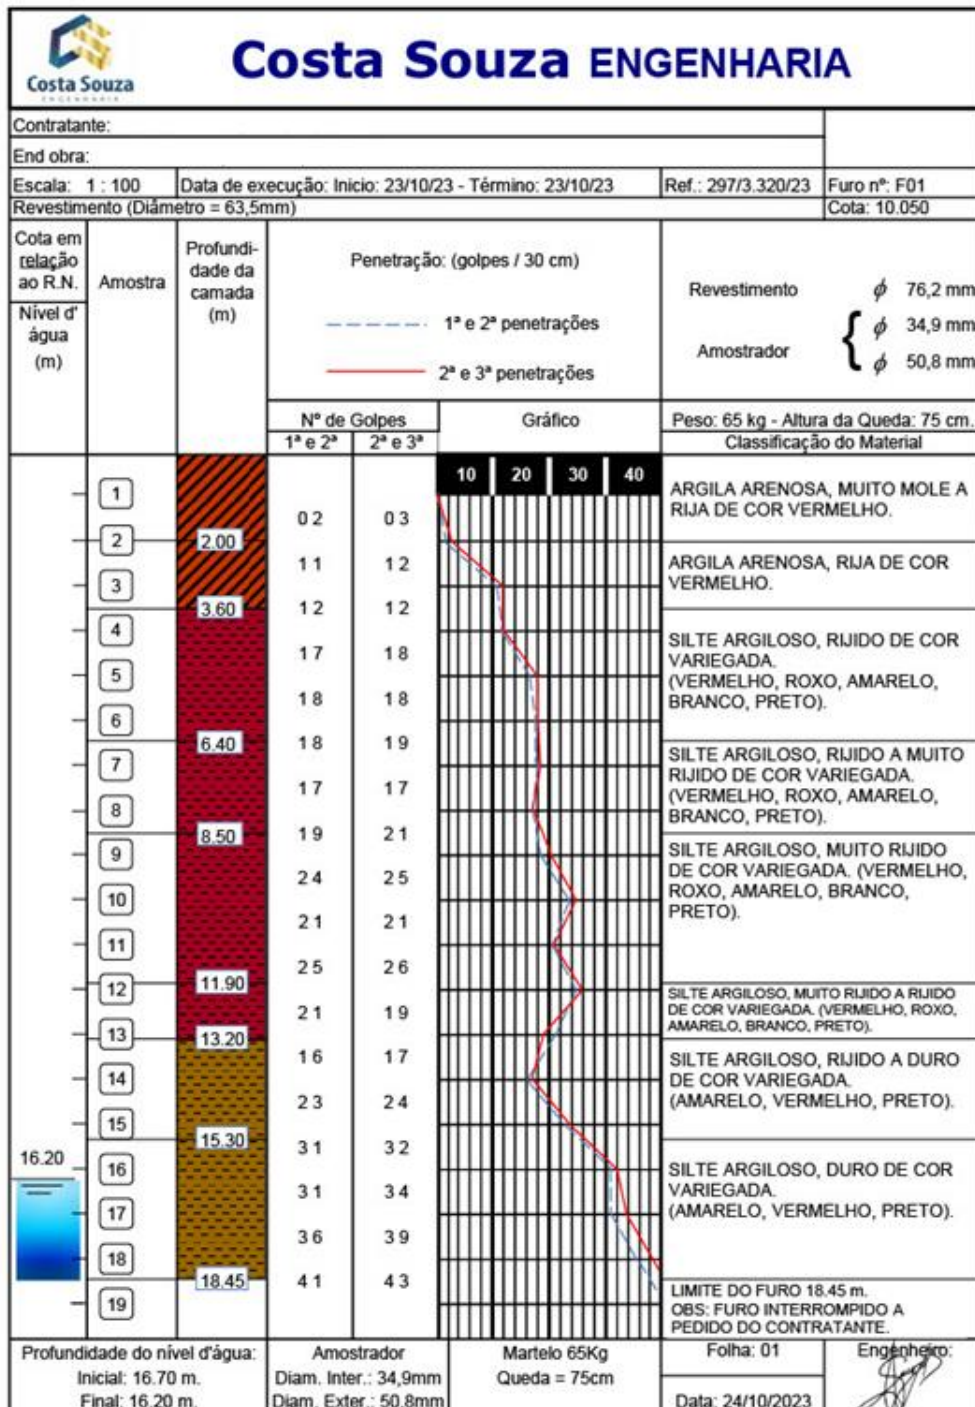 Costa Souza
ENGENHARIA
Costa Souza ENGENHARIA
Contratante:
End obra:
Escala: 1 : 100 Data de execução: Inicio: 23/10/23 - Término: 23/10/23 Ref.: 297/3.320/23 Furo nº: F01
Revestimento (Diâmetro = 63,5mm) Cota: 10.050
Cota em
relação
ao R.N.
Nível d'
água
(m)
Amostra
Profundi-
dade da
camada
(m)
Penetração: (golpes / 30 cm)
1ª e 2ª penetrações
2ª e 3ª penetrações
Revestimento ϕ 76,2 mm
Amostrador { ϕ 34,9 mm
ϕ 50,8 mm
Nº de Golpes Gráfico Peso: 65 kg - Altura da Queda: 75 cm.
1ª e 2ª 2ª e 3ª Classificação do Material
10 20 30 40
1
2
3
4
5
6
7
8
9
10
11
12
13
14
15
16
17
18
19
2.00
3.60
6.40
8.50
11.90
13.20
15.30
18.45
16.20
02 03
11 12
12 12
17 18
18 18
18 19
17 17
19 21
24 25
21 21
25 26
21 19
16 17
23 24
31 32
31 34
36 39
41 43
ARGILA ARENOSA, MUITO MOLE A
RIJA DE COR VERMELHO.
ARGILA ARENOSA, RIJA DE COR
VERMELHO.
SILTE ARGILOSO, RIJIDO DE COR
VARIEGADA.
(VERMELHO, ROXO, AMARELO,
BRANCO, PRETO).
SILTE ARGILOSO, RIJIDO A MUITO
RIJIDO DE COR VARIEGADA.
(VERMELHO, ROXO, AMARELO,
BRANCO, PRETO).
SILTE ARGILOSO, MUITO RIJIDO
DE COR VARIEGADA. (VERMELHO,
ROXO, AMARELO, BRANCO,
PRETO).
SILTE ARGILOSO, MUITO RIJIDO A RIJIDO
DE COR VARIEGADA. (VERMELHO, ROXO,
AMARELO, BRANCO, PRETO).
SILTE ARGILOSO, RIJIDO A DURO
DE COR VARIEGADA.
(AMARELO, VERMELHO, PRETO).
SILTE ARGILOSO, DURO DE COR
VARIEGADA.
(AMARELO, VERMELHO, PRETO).
LIMITE DO FURO 18.45 m.
OBS: FURO INTERROMPIDO A
PEDIDO DO CONTRATANTE.
Profundidade do nível d'água:
Inicial: 16.70 m.
Final: 16.20 m.
Amostrador
Diam. Inter.: 34,9mm
Diam. Exter.: 50,8mm
Martelo 65Kg
Queda = 75cm
Folha: 01
Data: 24/10/2023
Engenheiro: